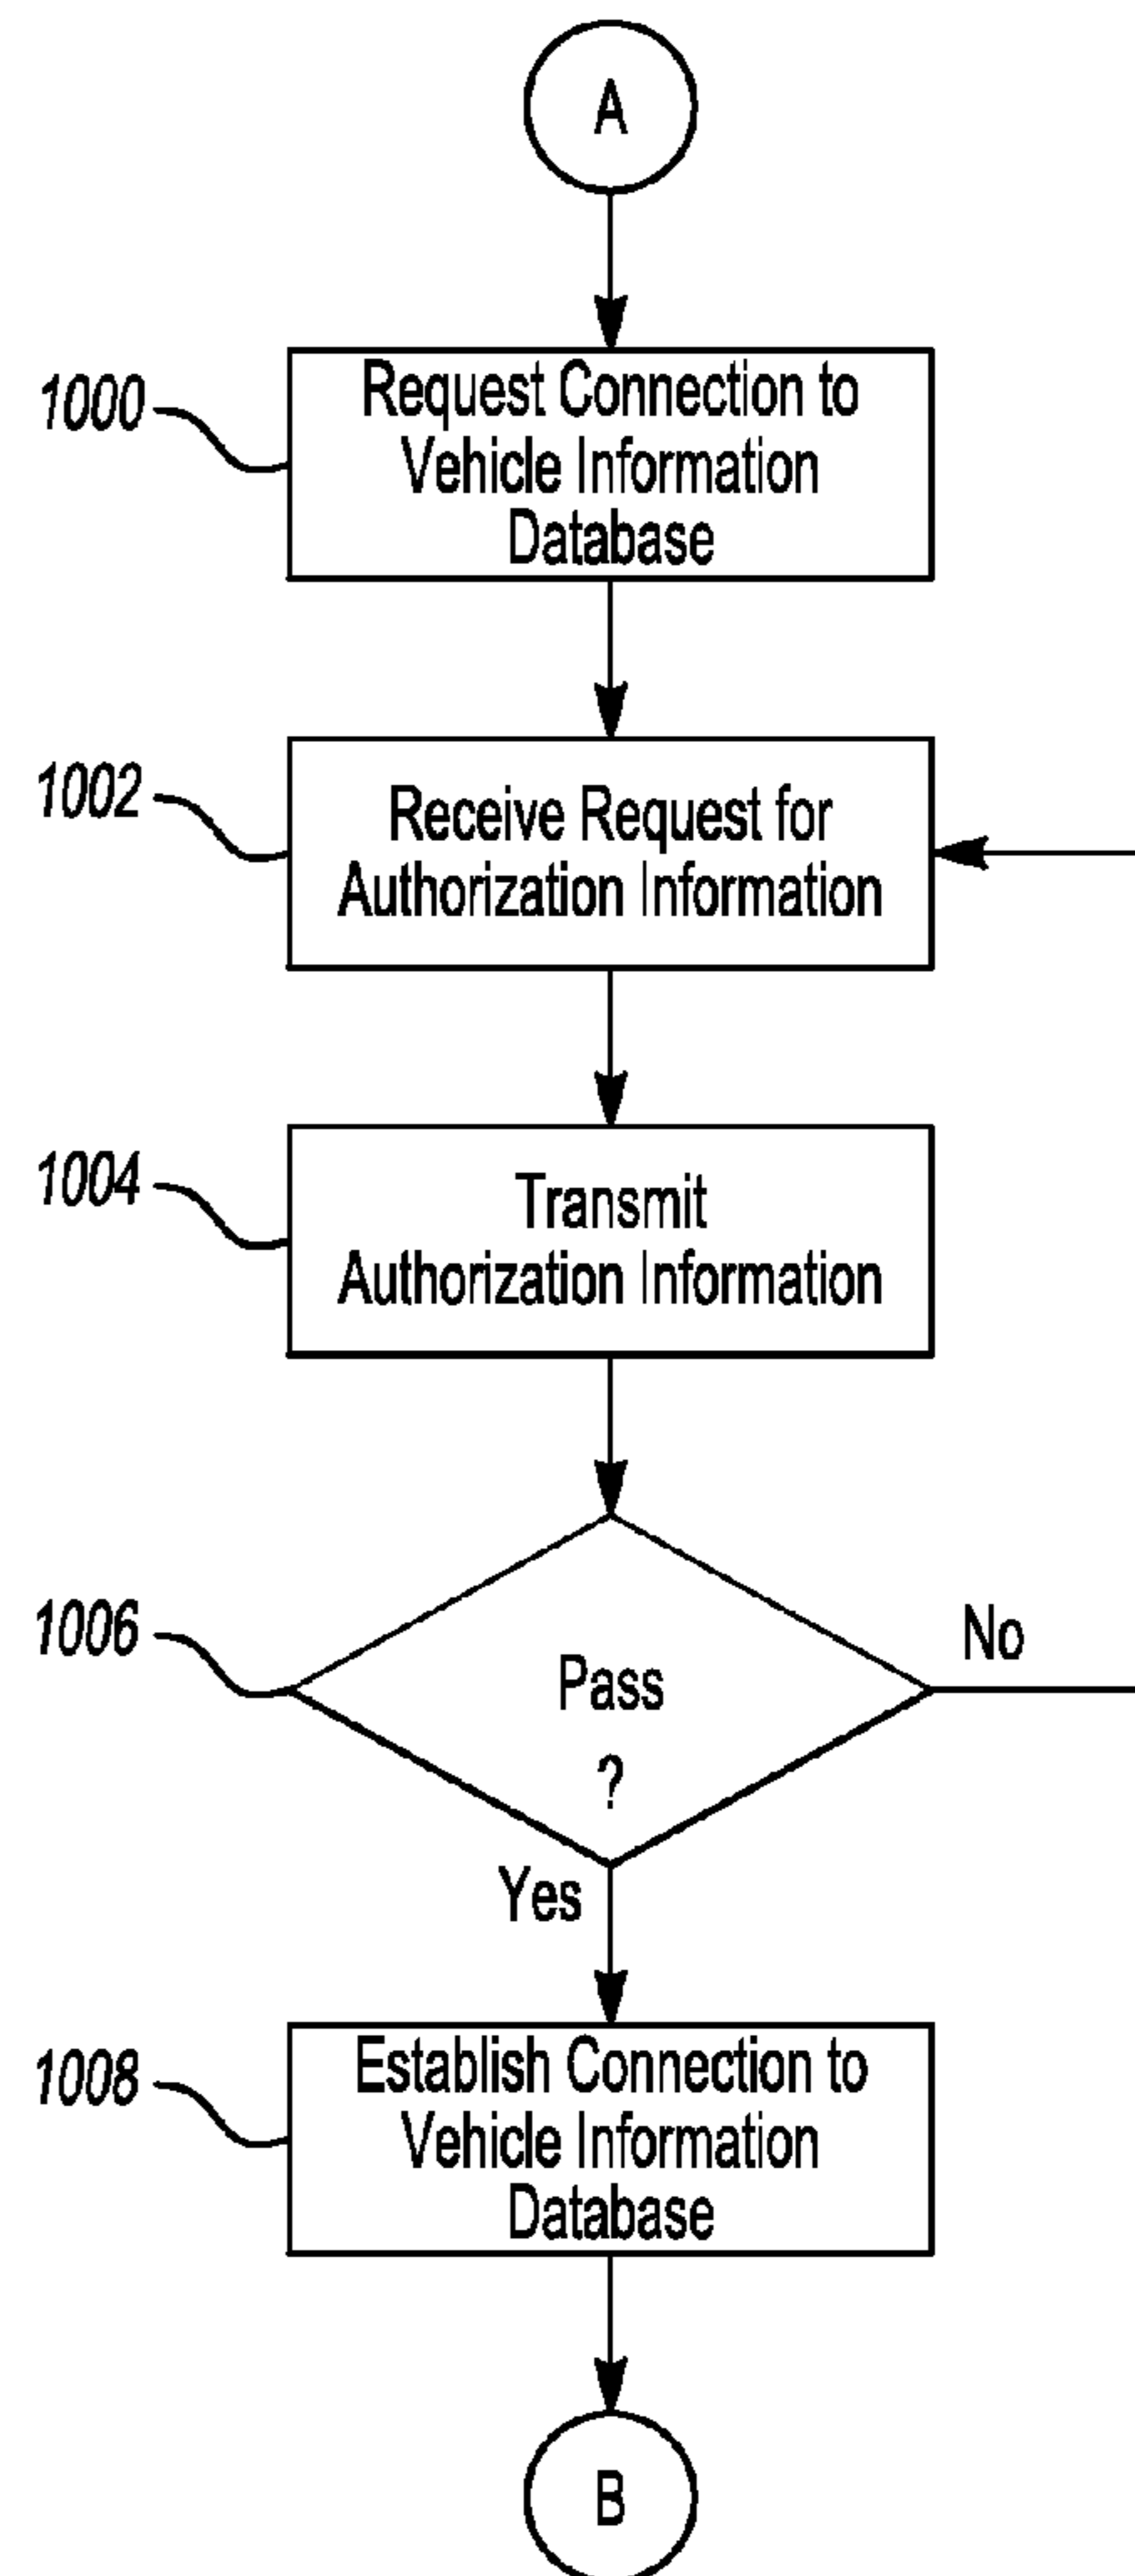 A
1000
Request Connection to
Vehicle Information
Database
1002
Receive Request for
Authorization Information
1004
Transmit
Authorization Information
1006
Pass
?
No
Yes
1008
Establish Connection to
Vehicle Information
Database
B